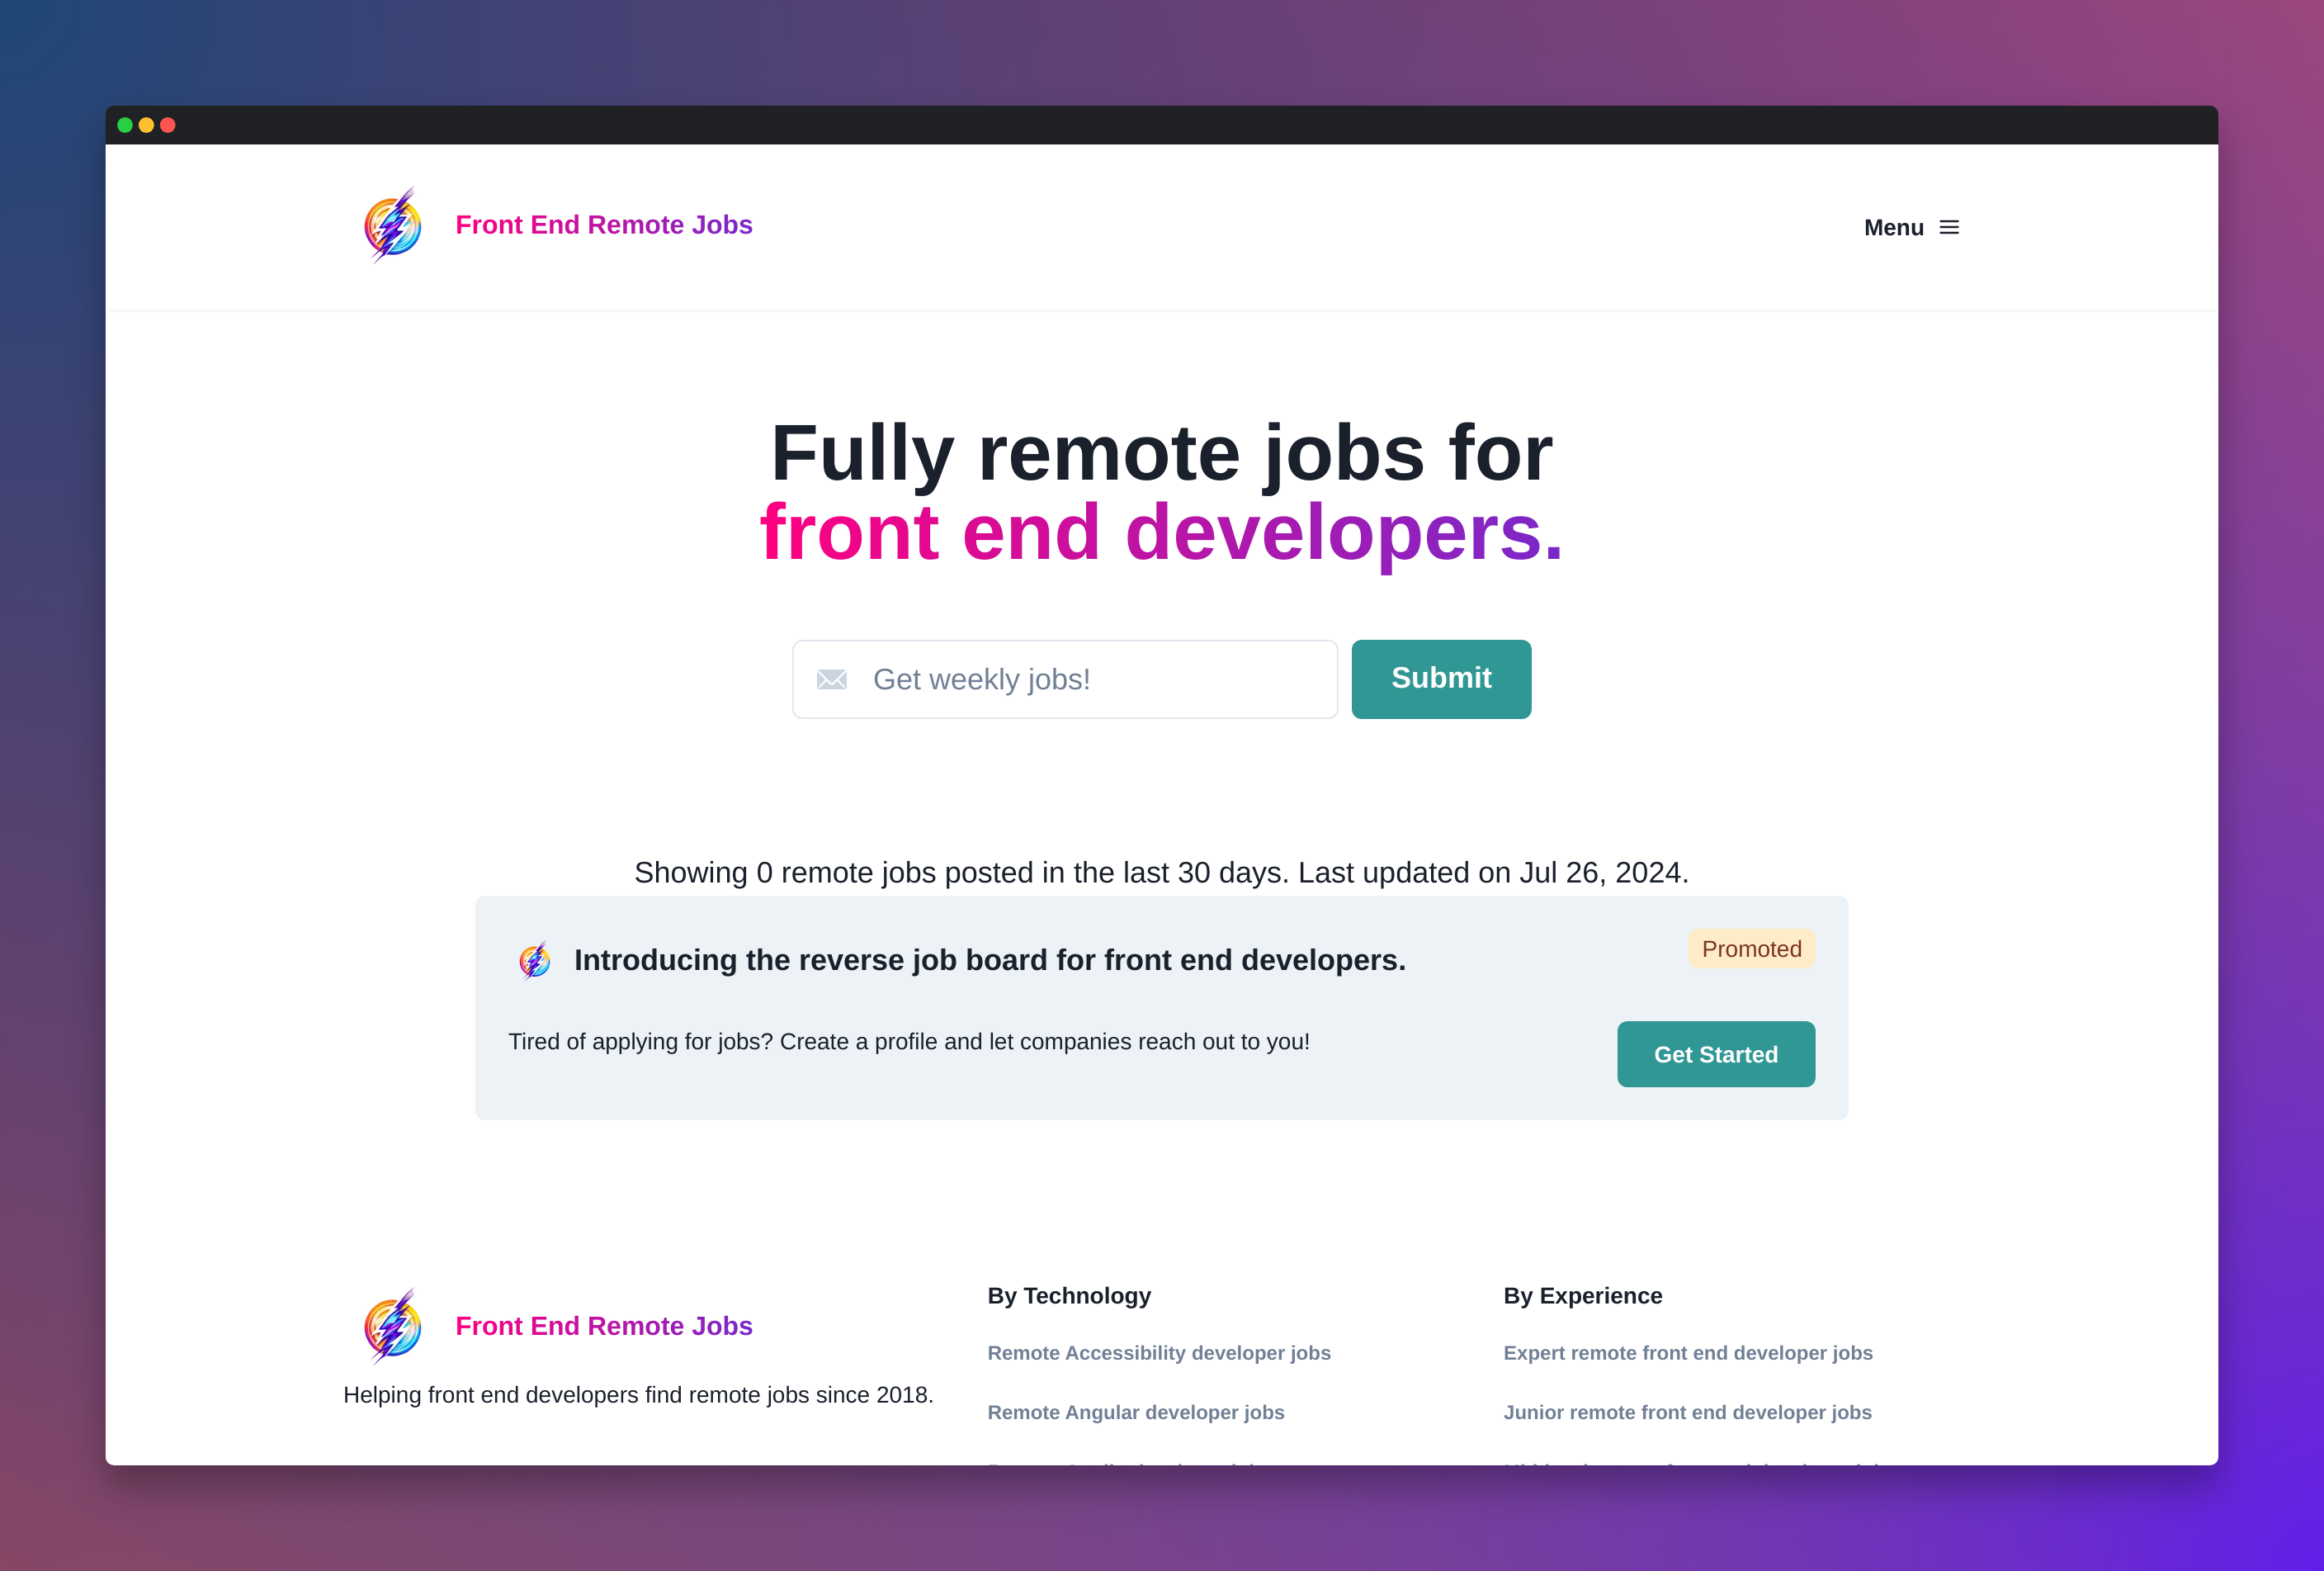 Front End Remote Jobs
Menu
Fully remote jobs for
front end developers.
Get weekly jobs!
Submit
Showing 0 remote jobs posted in the last 30 days. Last updated on Jul 26, 2024.
Introducing the reverse job board for front end developers.
Promoted
Tired of applying for jobs? Create a profile and let companies reach out to you!
Get Started
Front End Remote Jobs
Helping front end developers find remote jobs since 2018.
By Technology
Remote Accessibility developer jobs
Remote Angular developer jobs
By Experience
Expert remote front end developer jobs
Junior remote front end developer jobs